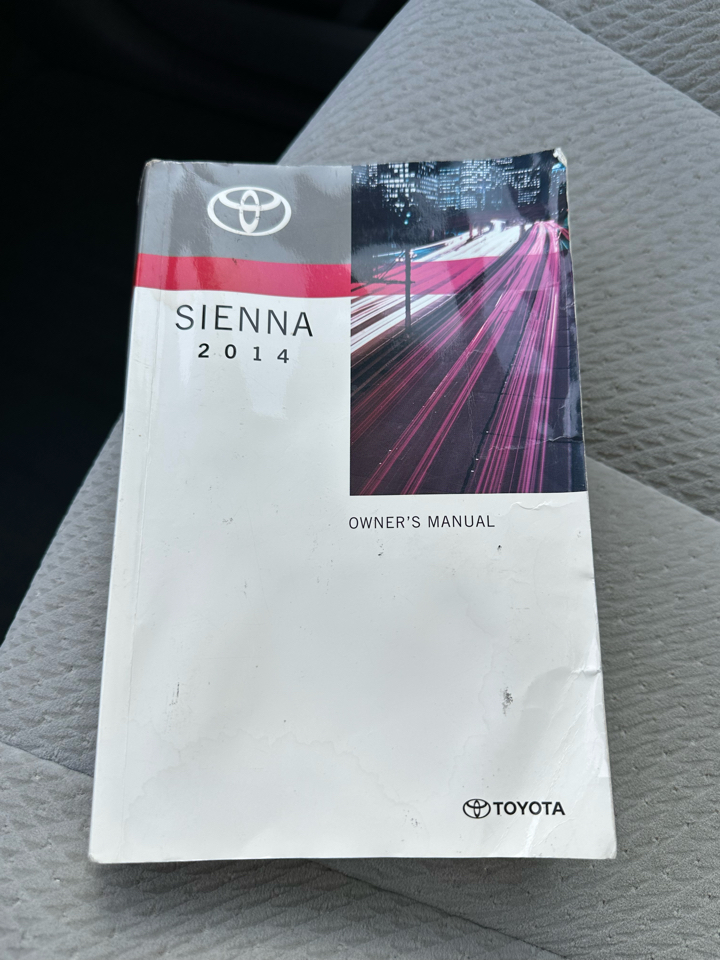 SIENNA
2014
OWNER'S MANUAL
TOYOTA